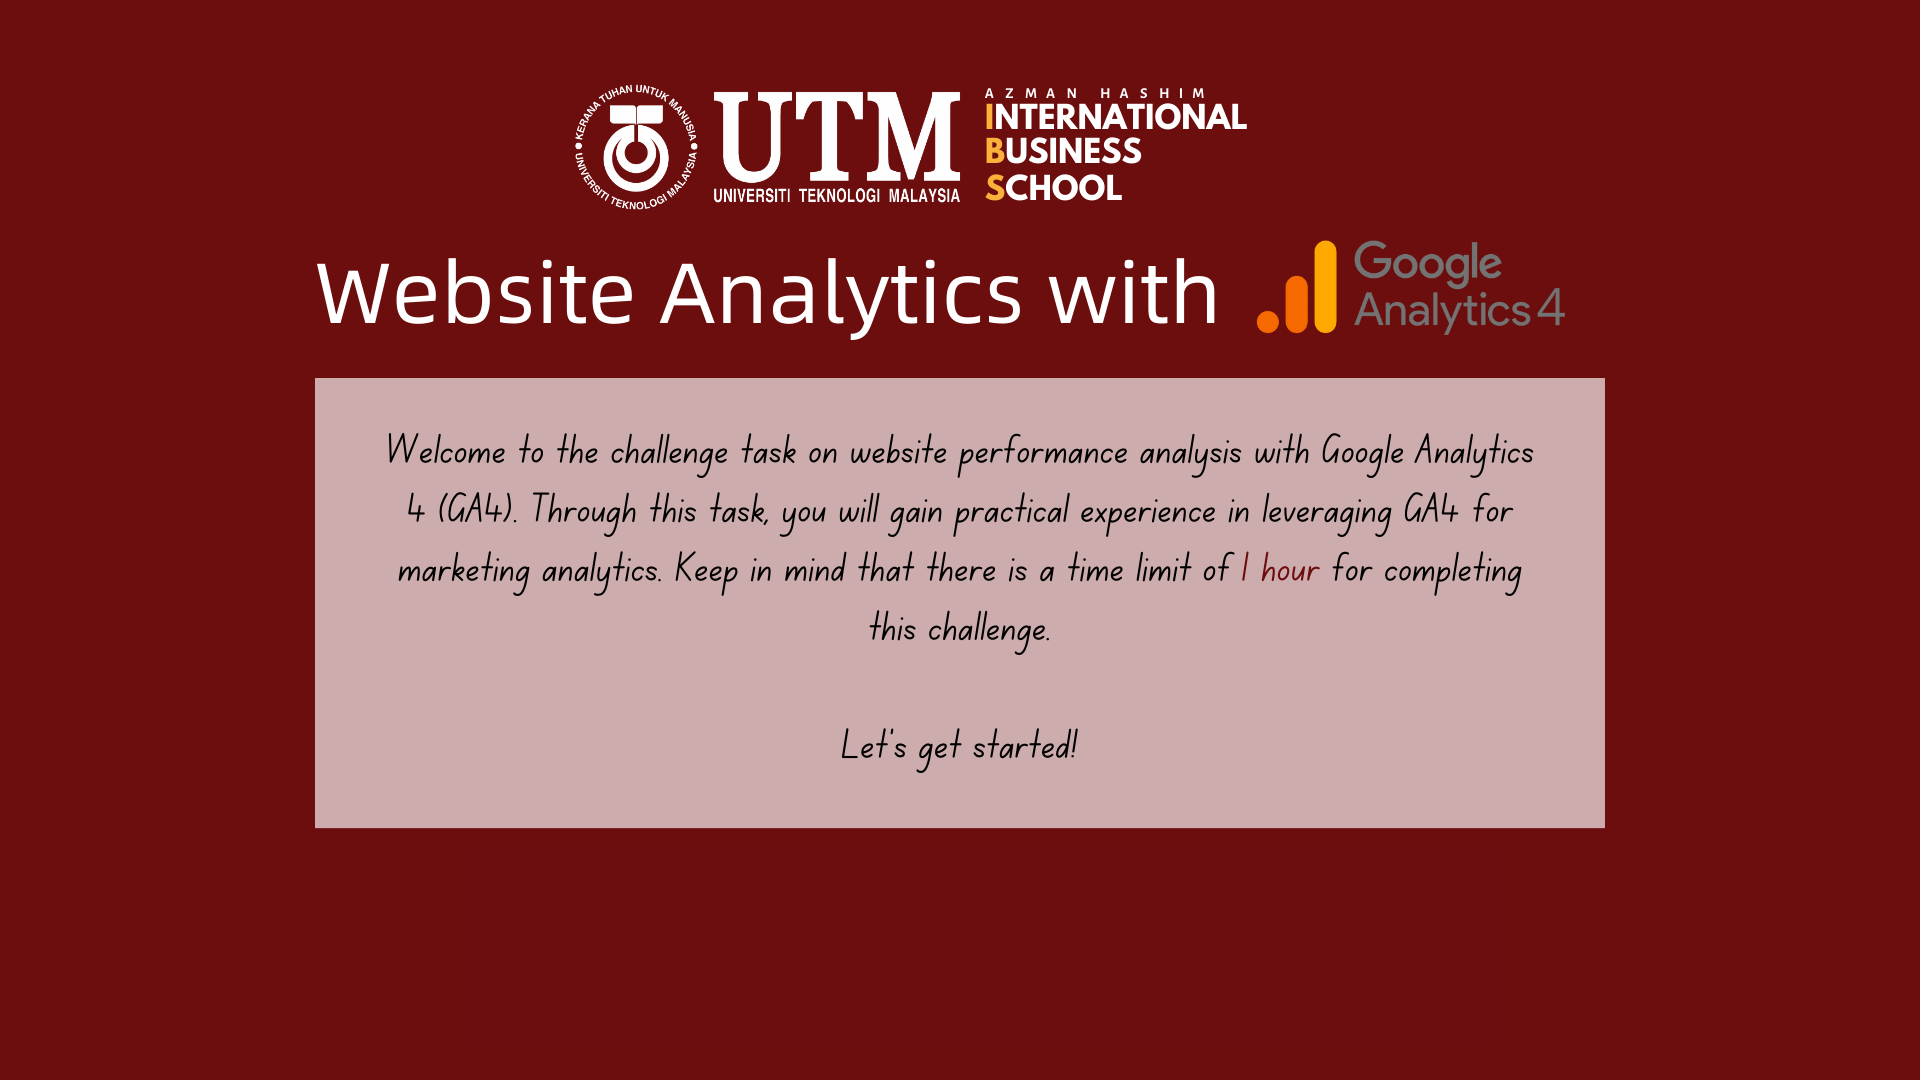 KERANA TUHAN UNTUK MANUSIA
UNIVERSITI TEKNOLOGI MALAYSIA
UTM
UNIVERSITI TEKNOLOGI MALAYSIA
AZMAN HASHIM
INTERNATIONAL
BUSINESS
SCHOOL
Website Analytics with
Google
Analytics 4
Welcome to the challenge task on website performance analysis with Google Analytics
4 (GA4). Through this task, you will gain practical experience in leveraging GA4 for
marketing analytics. Keep in mind that there is a time limit of 1 hour for completing
this challenge.
Let's get started!